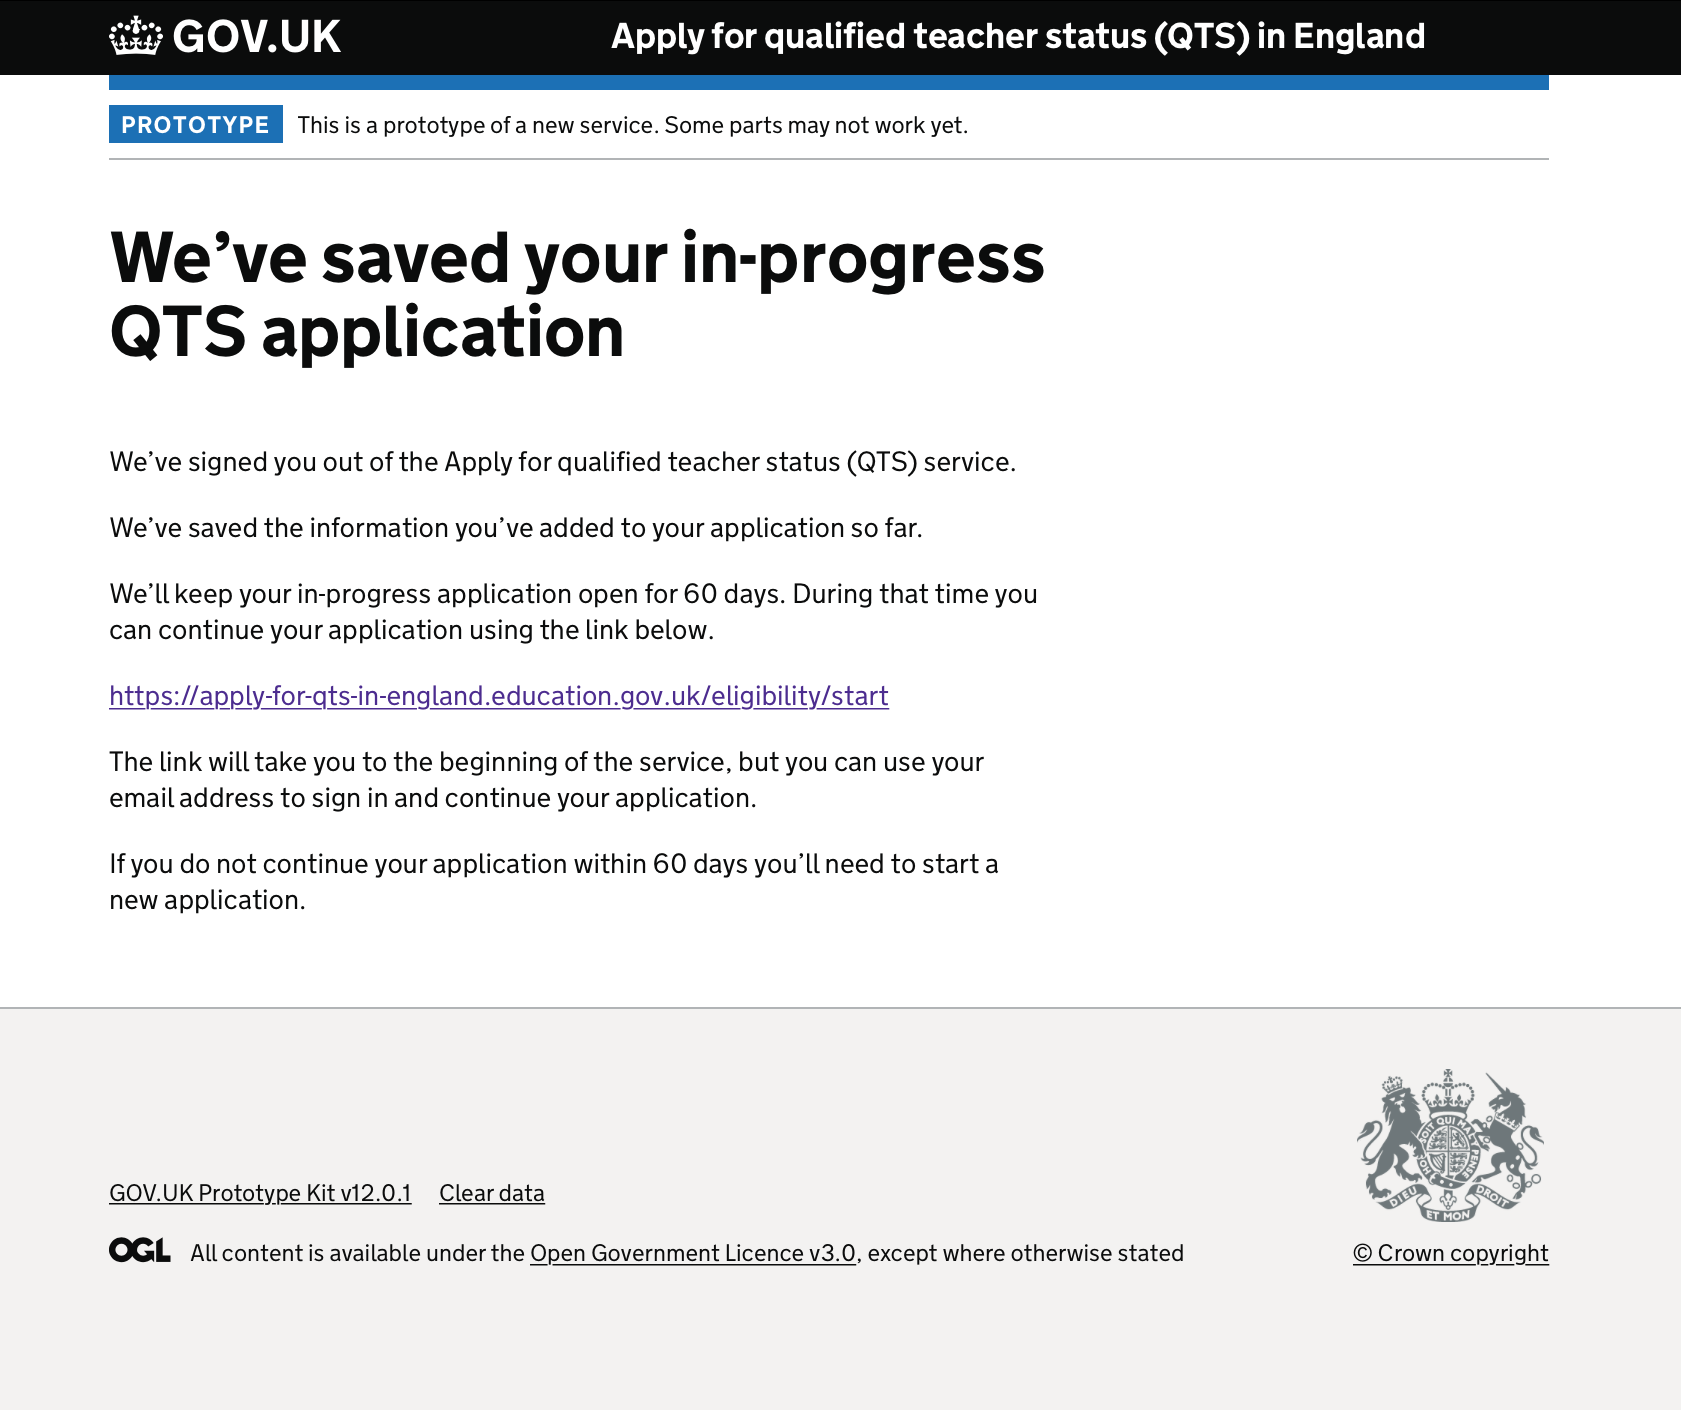 GOV.UK
Apply for qualified teacher status (QTS) in England
PROTOTYPE This is a prototype of a new service. Some parts may not work yet.
We’ve saved your in-progress
QTS application
We’ve signed you out of the Apply for qualified teacher status (QTS) service.
We’ve saved the information you’ve added to your application so far.
We’ll keep your in-progress application open for 60 days. During that time you
can continue your application using the link below.
https://apply-for-qts-in-england.education.gov.uk/eligibility/start
The link will take you to the beginning of the service, but you can use your
email address to sign in and continue your application.
If you do not continue your application within 60 days you’ll need to start a
new application.
GOV.UK Prototype Kit v12.0.1 Clear data
DIEU ET MON DROIT
OGL All content is available under the Open Government Licence v3.0, except where otherwise stated
© Crown copyright